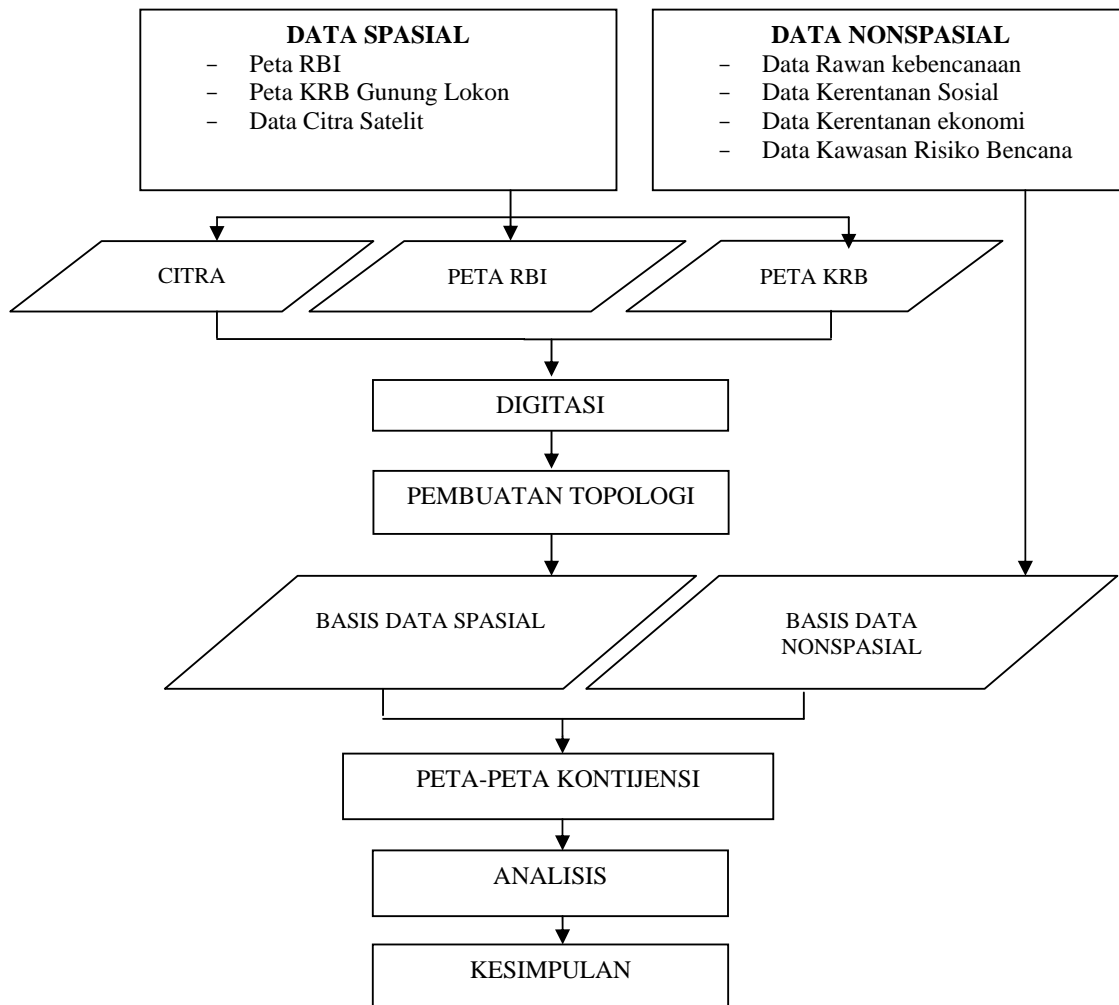 DATA SPASIAL
- Peta RBI
- Peta KRB Gunung Lokon
- Data Citra Satelit
DATA NONSPASIAL
- Data Rawan kebencanaan
- Data Kerentanan Sosial
- Data Kerentanan ekonomi
- Data Kawasan Risiko Bencana
CITRA
PETA RBI
PETA KRB
DIGITASI
PEMBUATAN TOPOLOGI
BASIS DATA SPASIAL
BASIS DATA
NONSPASIAL
PETA-PETA KONTIJENSI
ANALISIS
KESIMPULAN